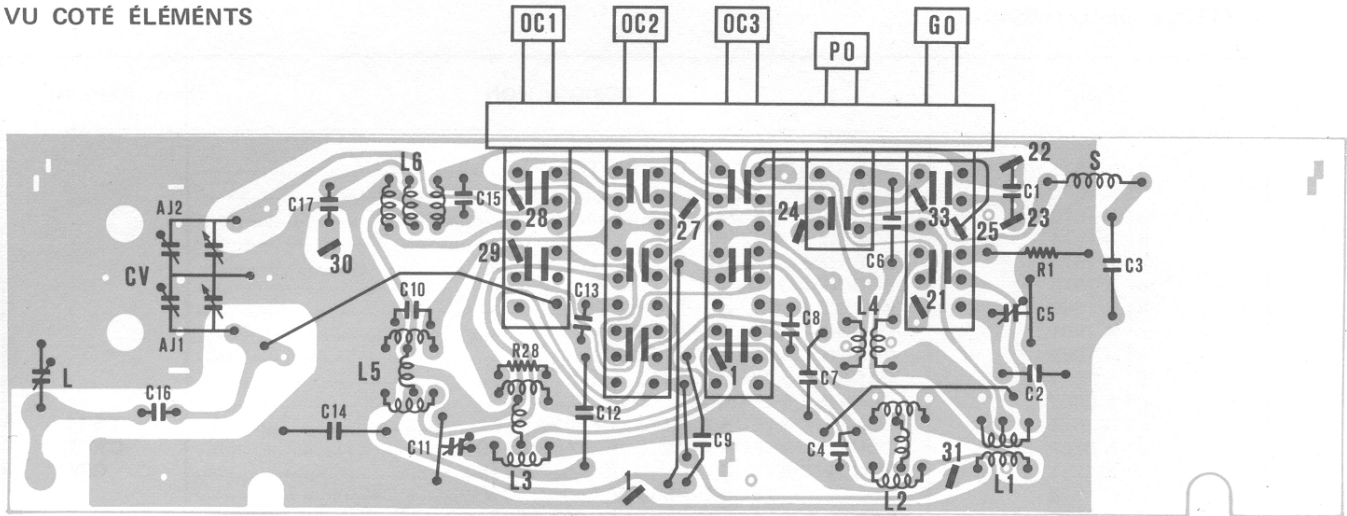 VU COTÉ ÉLÉMÉNTS
OC1 OC2 OC3 PO GO
L6 22 S
AJ2 C17 C15 28 27 24 33 25 C1 23
30 29 C6 R1 C3
CV C10 C13 21
AJ1 C8 L4 C5
L L5 R28 1 C7 C2
C16 C14 C11 C12 C9 C4 31
L3 1 L2 L1